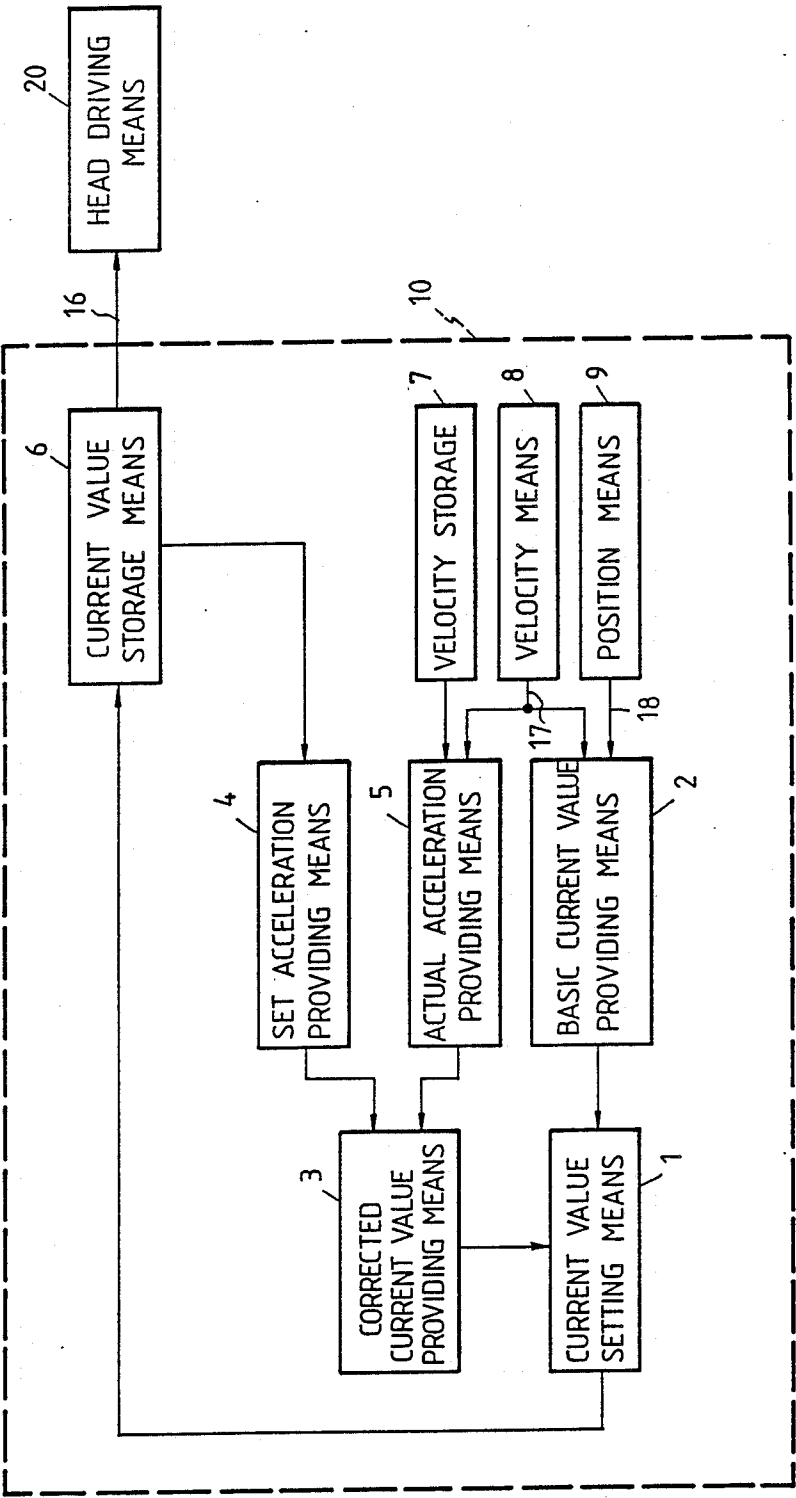 20
HEAD DRIVING
MEANS
16
10
6
CURRENT VALUE
STORAGE MEANS
7
VELOCITY STORAGE
8
VELOCITY MEANS
9
POSITION MEANS
17
18
4
SET ACCELERATION
PROVIDING MEANS
5
ACTUAL ACCELERATION
PROVIDING MEANS
2
BASIC CURRENT VALUE
PROVIDING MEANS
3
CORRECTED
CURRENT VALUE
PROVIDING MEANS
1
CURRENT VALUE
SETTING MEANS